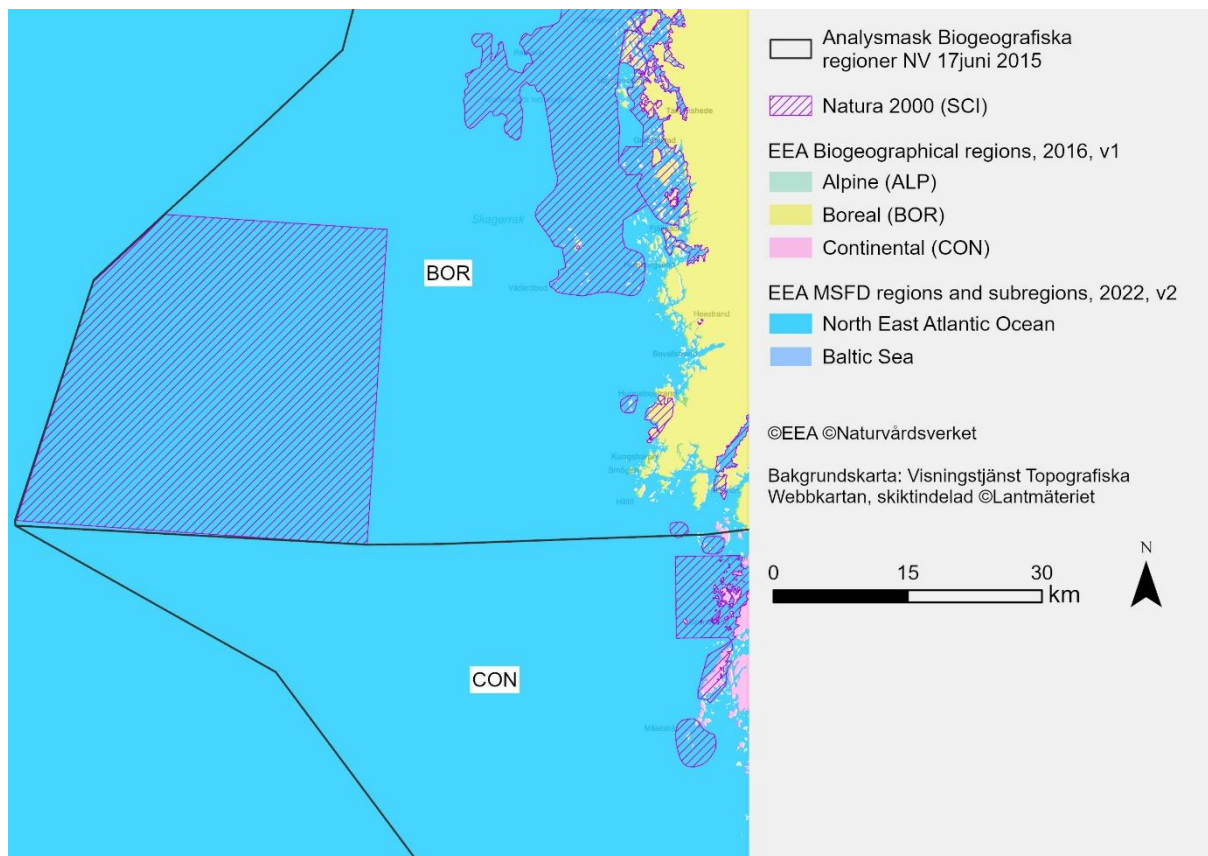 Skagerrak
BOR
Heestrand
CON
Analysmask Biogeografiska
regioner NV 17juni 2015
Natura 2000 (SCI)
EEA Biogeographical regions, 2016, v1
Alpine (ALP)
Boreal (BOR)
Continental (CON)
EEA MSFD regions and subregions, 2022, v2
North East Atlantic Ocean
Baltic Sea
©EEA ©Naturvårdsverket
Bakgrundskarta: Visningstjänst Topografiska
Webbkartan, skiktindelad ©Lantmäteriet
N
0 15 30
km